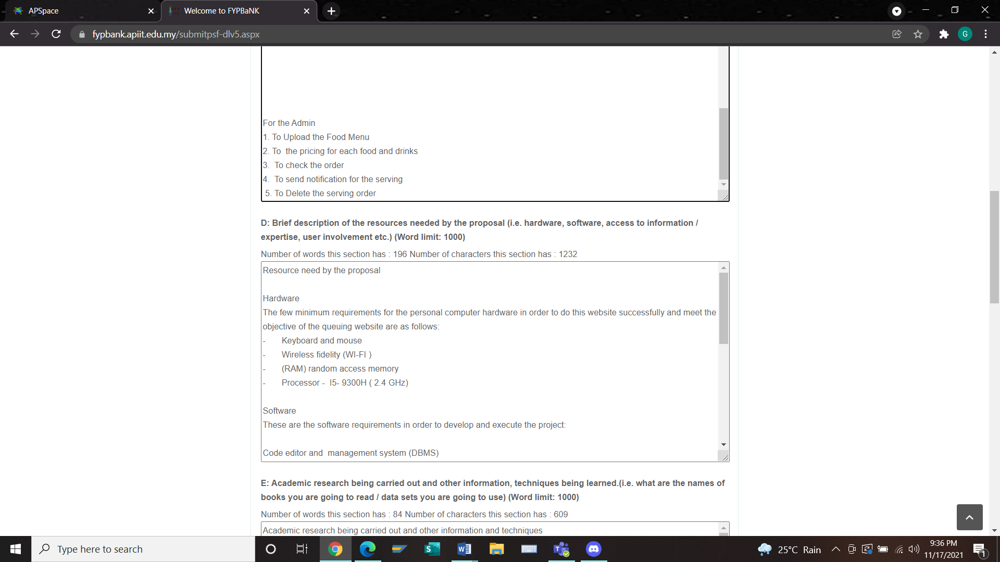 APSpace
Welcome to FYPBaNK
fypbank.apiit.edu.my/submitpsf-dlv5.aspx
G
For the Admin
1. To Upload the Food Menu
2. To  the pricing for each food and drinks
3.  To check the order
4.  To send notification for the serving
5. To Delete the serving order
D: Brief description of the resources needed by the proposal (i.e. hardware, software, access to information /
expertise, user involvement etc.) (Word limit: 1000)
Number of words this section has : 196 Number of characters this section has : 1232
Resource need by the proposal
Hardware
The few minimum requirements for the personal computer hardware in order to do this website successfully and meet the
objective of the queuing website are as follows:
- Keyboard and mouse
- Wireless fidelity (WI-FI )
- (RAM) random access memory
- Processor -  I5- 9300H ( 2.4 GHz)
Software
These are the software requirements in order to develop and execute the project:
Code editor and  management system (DBMS)
E: Academic research being carried out and other information, techniques being learned.(i.e. what are the names of
books you are going to read / data sets you are going to use) (Word limit: 1000)
Number of words this section has : 84 Number of characters this section has : 609
Academic research being carried out and other information and techniques
Type here to search
25°C Rain
9:36 PM
11/17/2021
1